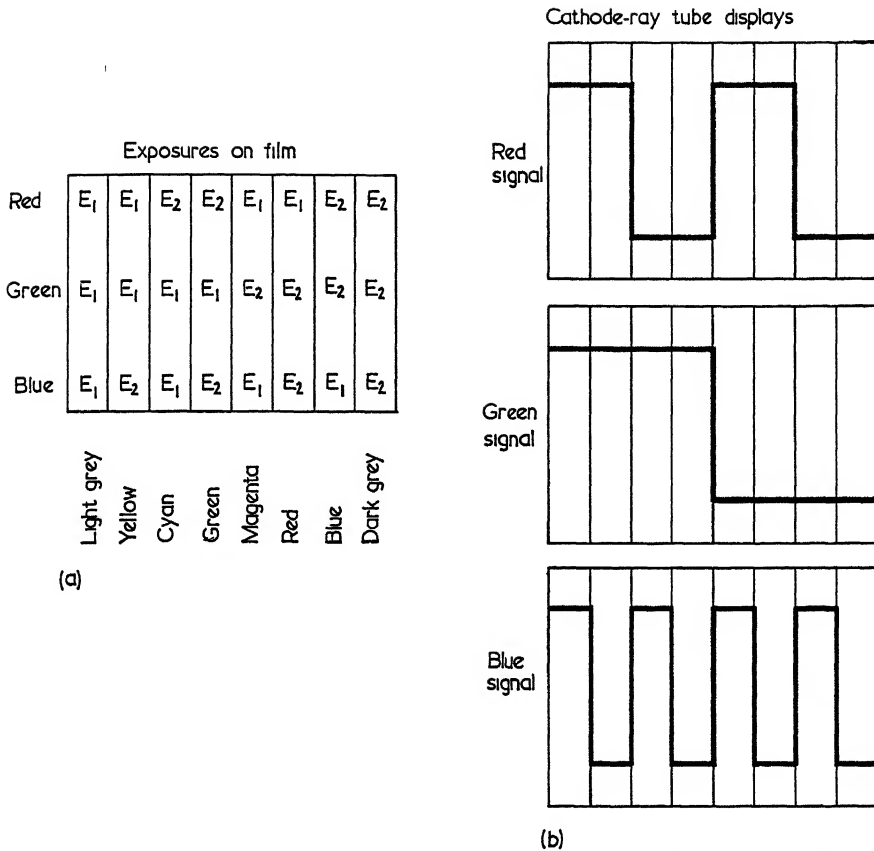 Cathode-ray tube displays
Exposures on film
Red E₁ E₁ E₂ E₂ E₁ E₁ E₂ E₂
Green E₁ E₁ E₁ E₁ E₂ E₂ E₂ E₂
Blue E₁ E₂ E₁ E₂ E₁ E₂ E₁ E₂
Light grey
Yellow
Cyan
Green
Magenta
Red
Blue
Dark grey
(a)
Red
signal
Green
signal
Blue
signal
(b)